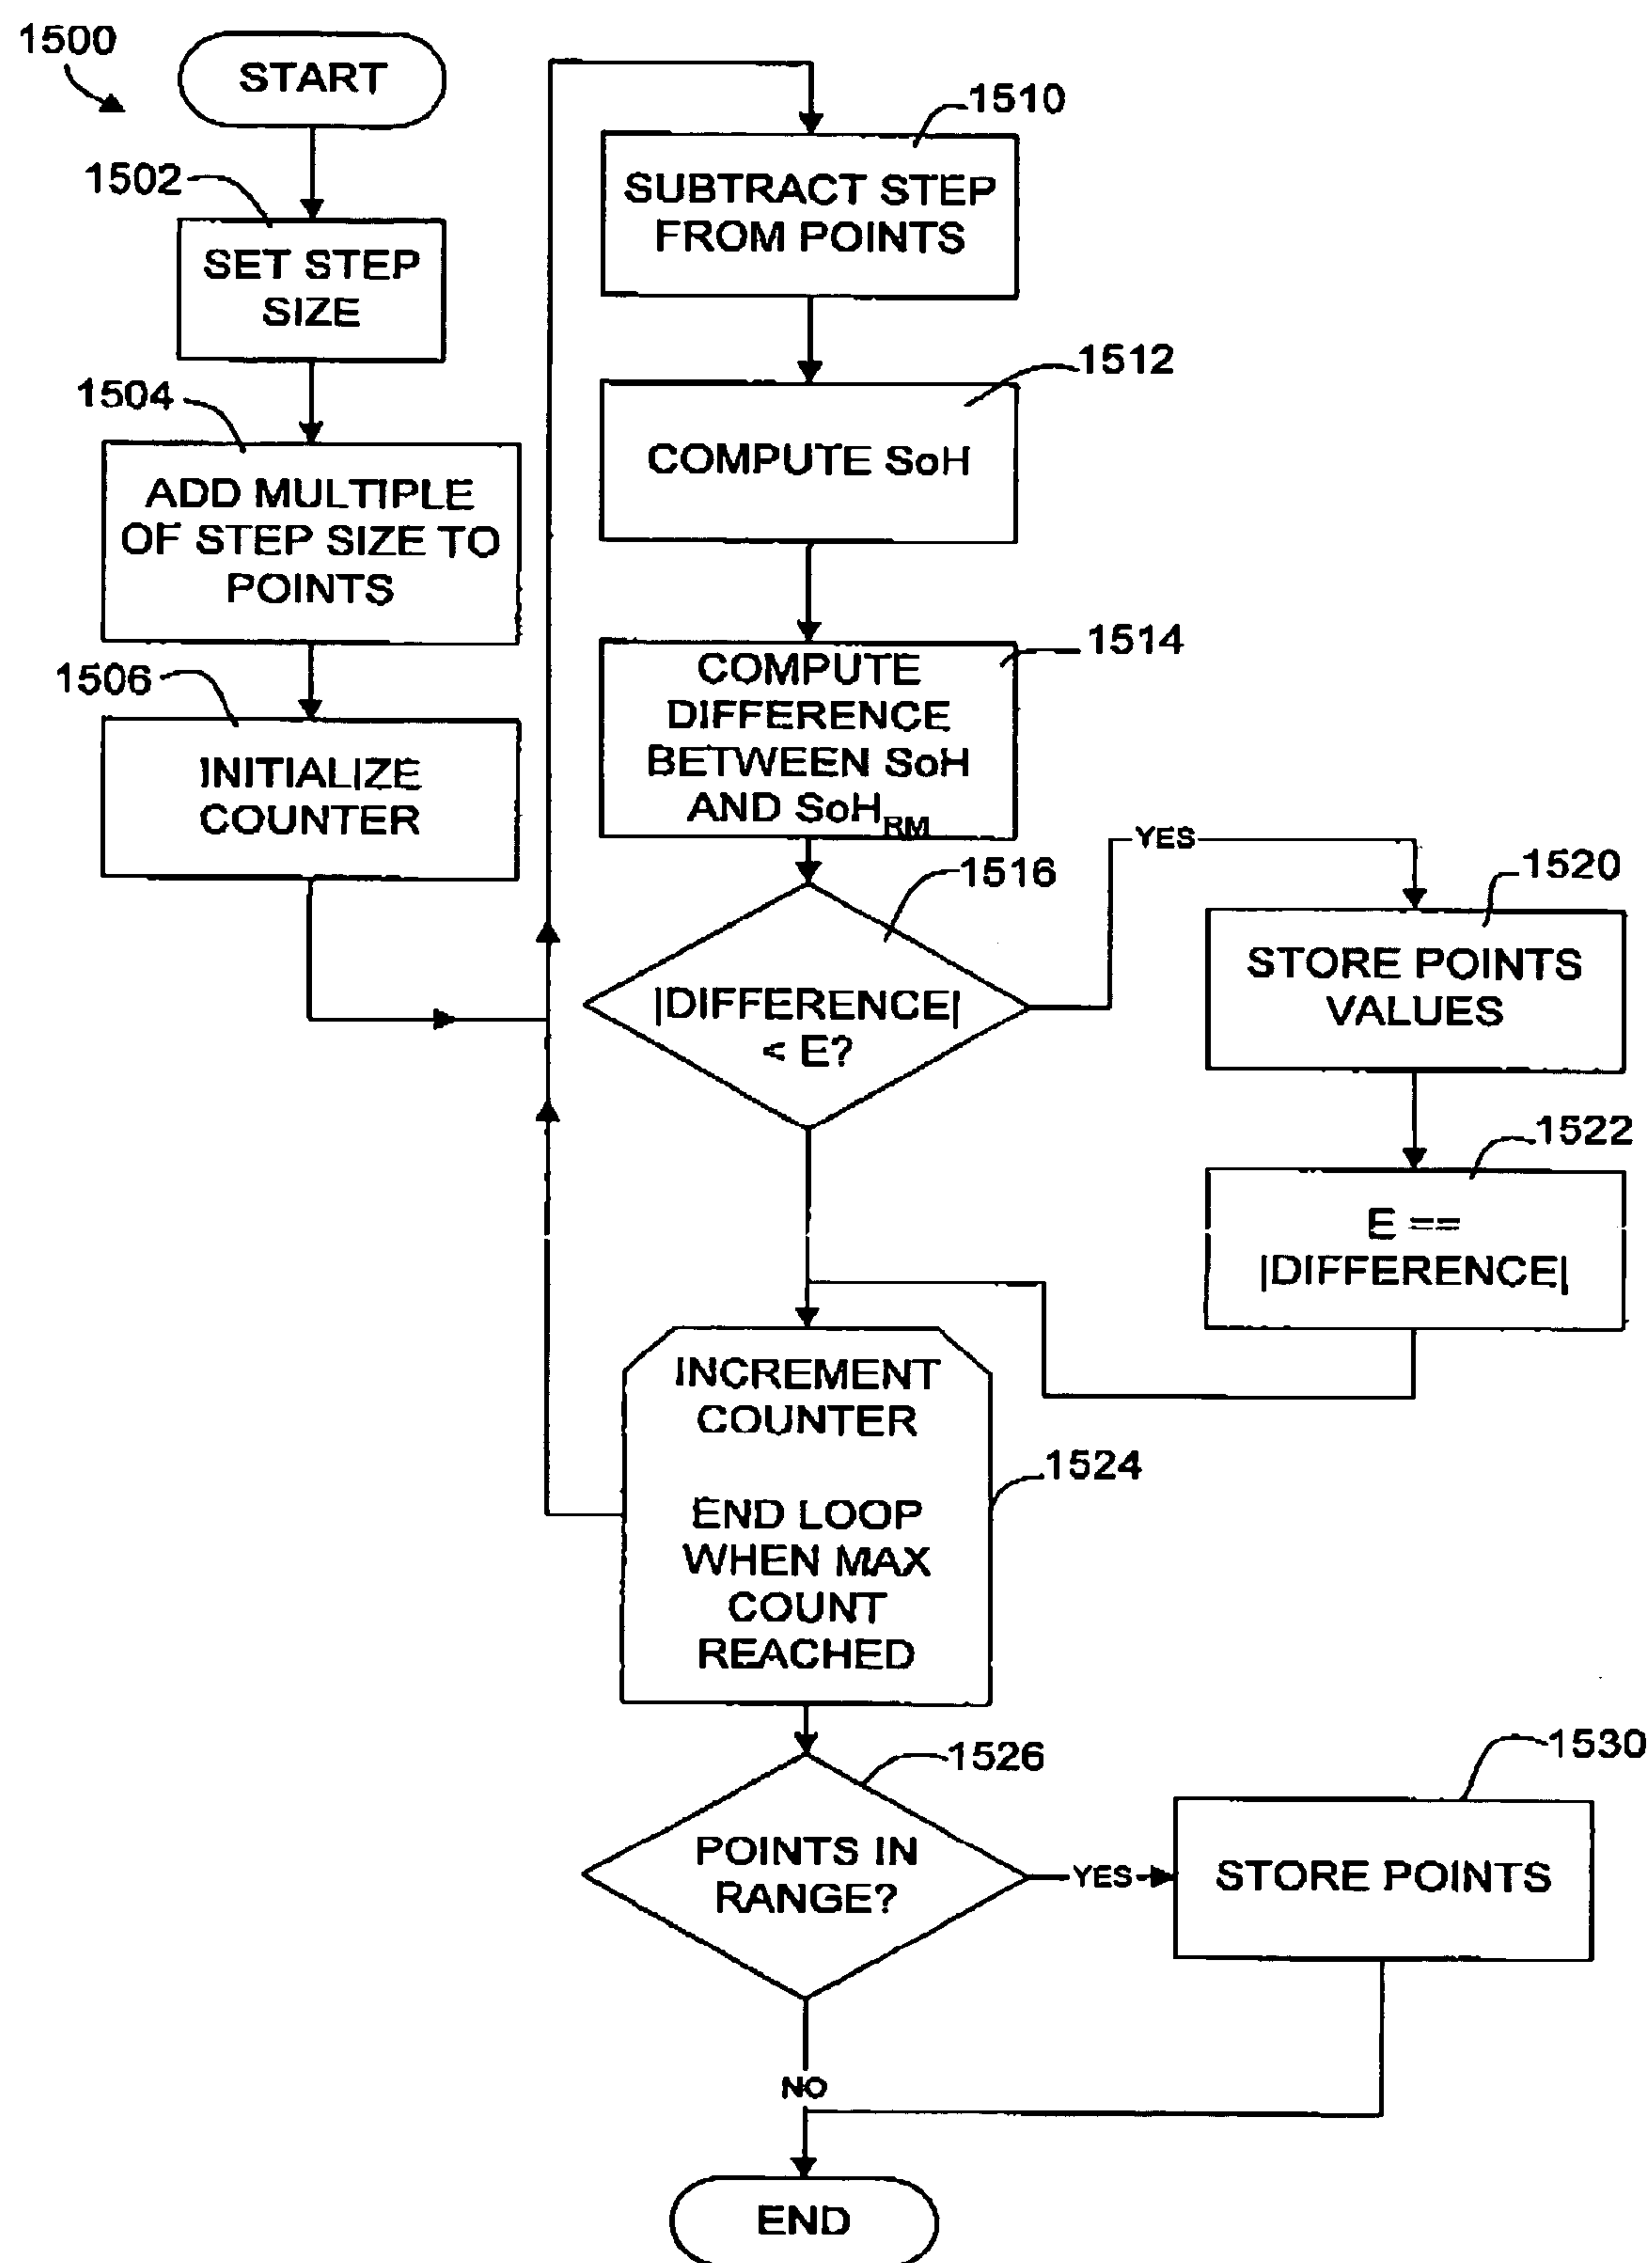 1500
START
1502
SET STEP
SIZE
1504
ADD MULTIPLE
OF STEP SIZE TO
POINTS
1506
INITIALIZE
COUNTER
1510
SUBTRACT STEP
FROM POINTS
1512
COMPUTE SoH
1514
COMPUTE
DIFFERENCE
BETWEEN SoH
AND SoH RM
1516
|DIFFERENCE|
< E?
YES
1520
STORE POINTS
VALUES
1522
E ==
|DIFFERENCE|
INCREMENT
COUNTER
END LOOP
WHEN MAX
COUNT
REACHED
1524
1526
POINTS IN
RANGE?
YES
1530
STORE POINTS
NO
END